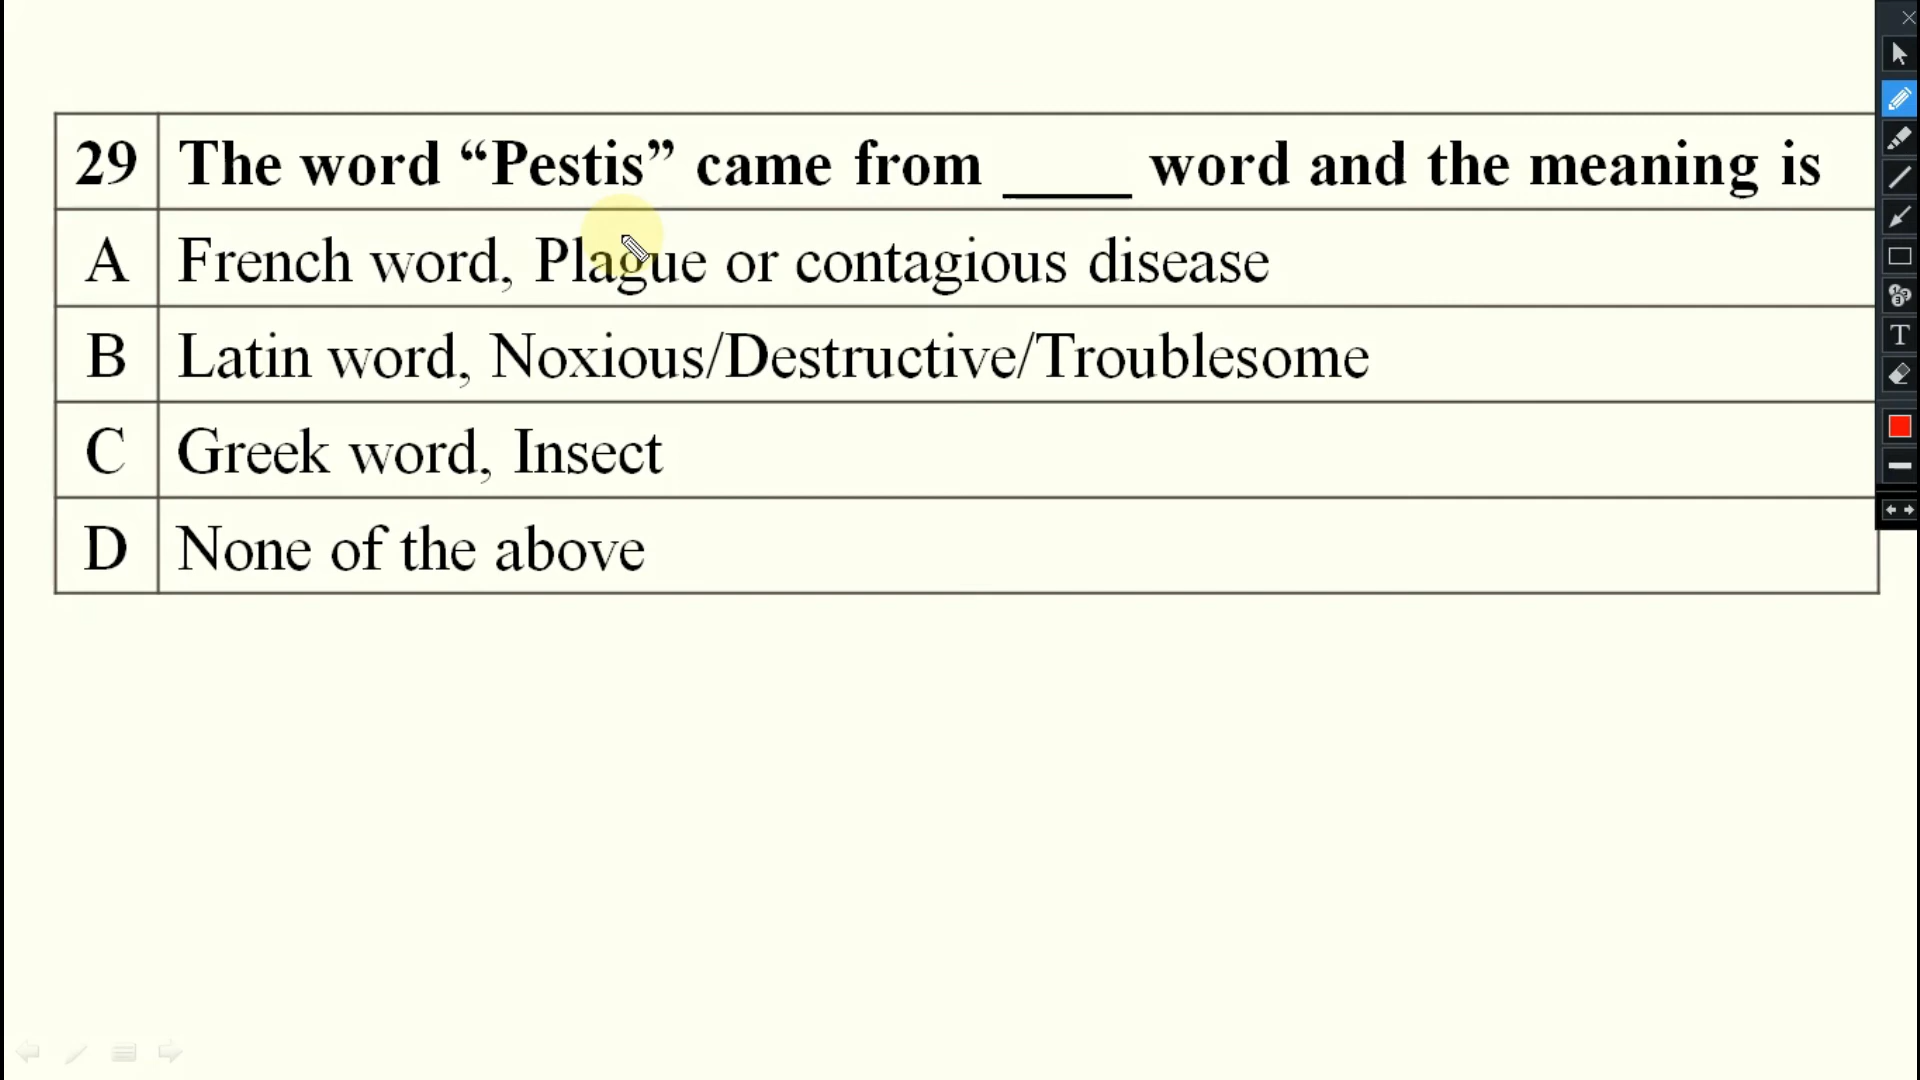 29 The word “Pestis” came from ____ word and the meaning is
A French word, Plague or contagious disease
B Latin word, Noxious/Destructive/Troublesome
C Greek word, Insect
D None of the above
T